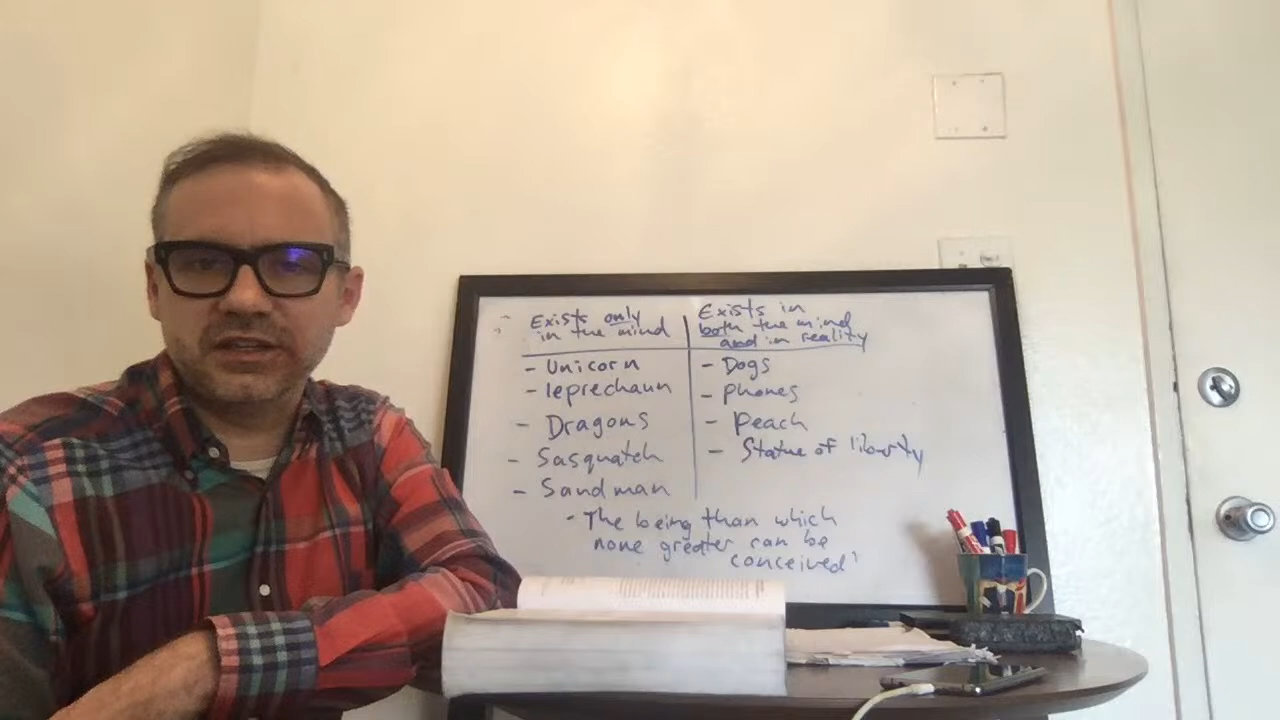 Exists only
in the mind
- Unicorn
- leprechaun
- Dragons
- Sasquatch
- Sandman
Exists in
both the mind
and in reality
- Dogs
- Phones
- Peach
- Statue of liberty
"The being than which
none greater can be
conceived"